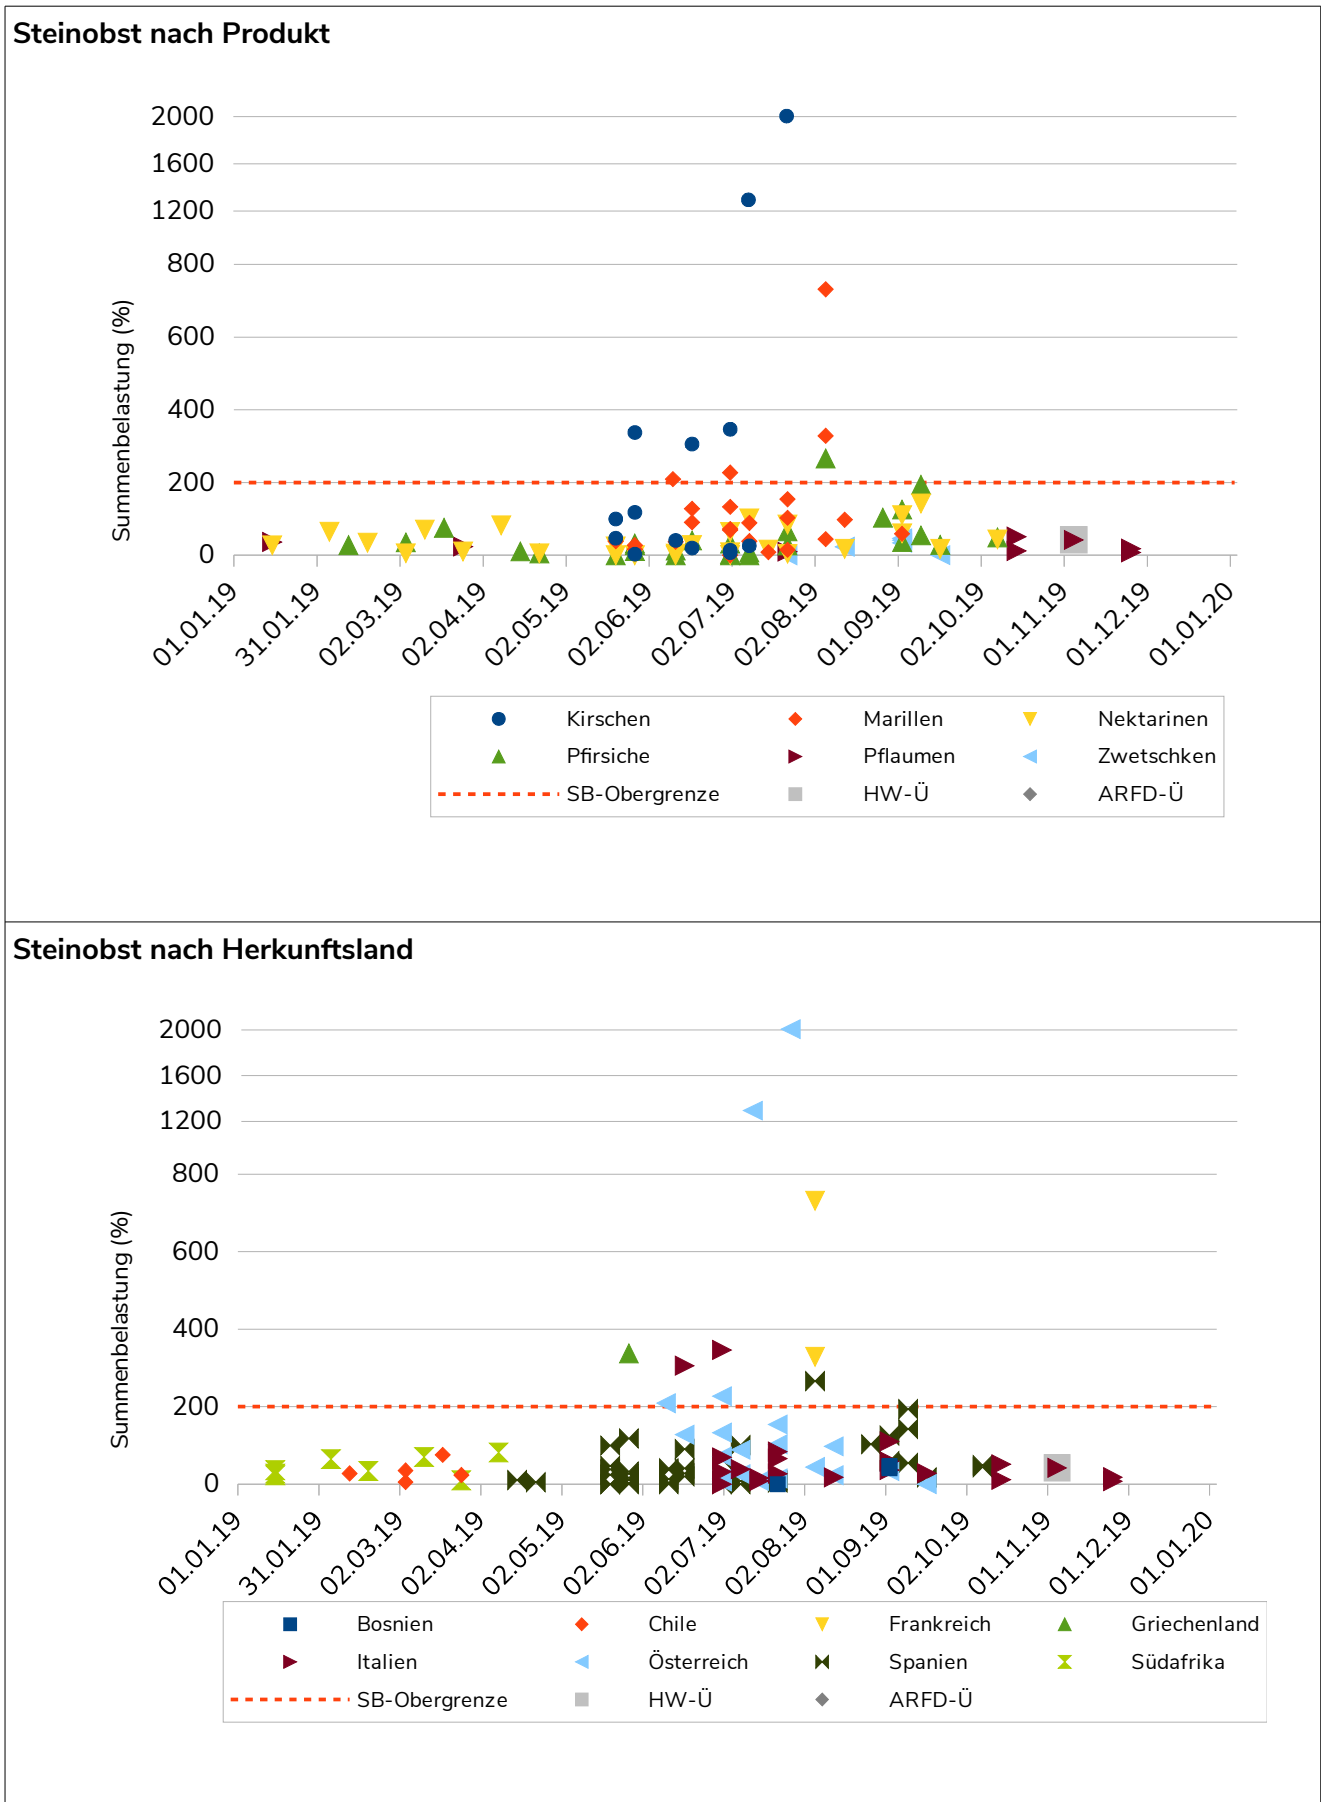 Steinobst nach Produkt
2000
1600
1200
800
600
400
200
0
Summenbelastung (%)
01.01.19 31.01.19 02.03.19 02.04.19 02.05.19 02.06.19 02.07.19 02.08.19 01.09.19 02.10.19 01.11.19 01.12.19 01.01.20
Kirschen Marillen Nektarinen
Pfirsiche Pflaumen Zwetschken
SB-Obergrenze HW-Ü ARFD-Ü
Steinobst nach Herkunftsland
2000
1600
1200
800
600
400
200
0
Summenbelastung (%)
01.01.19 31.01.19 02.03.19 02.04.19 02.05.19 02.06.19 02.07.19 02.08.19 01.09.19 02.10.19 01.11.19 01.12.19 01.01.20
Bosnien Chile Frankreich Griechenland
Italien Österreich Spanien Südafrika
SB-Obergrenze HW-Ü ARFD-Ü